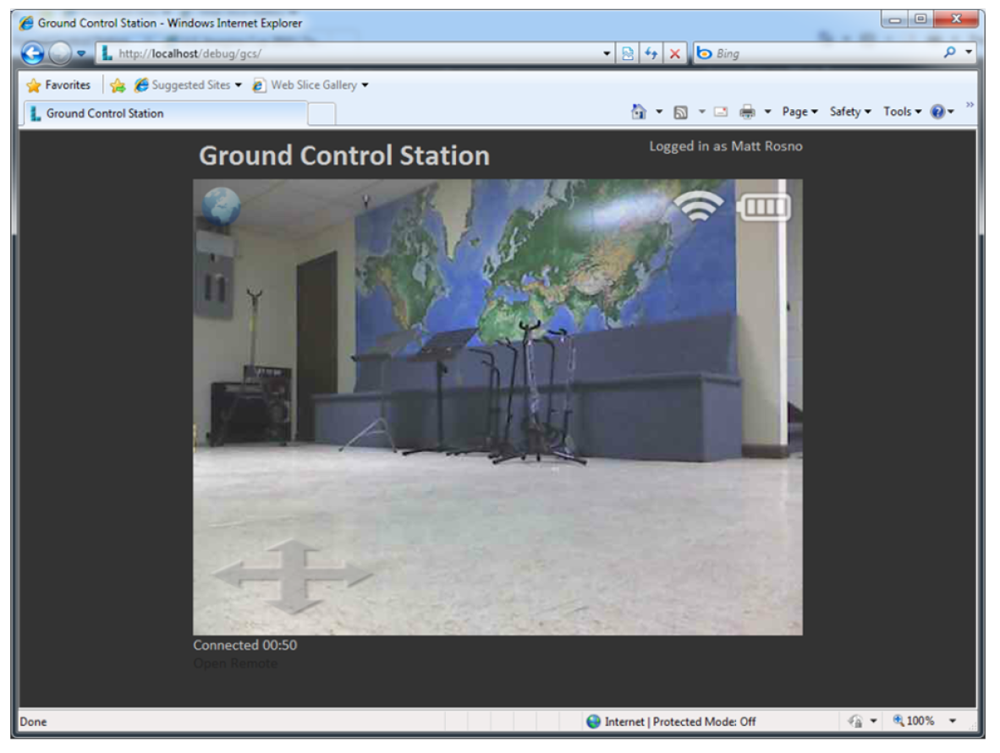 Ground Control Station - Windows Internet Explorer
http://localhost/debug/gcs/
Bing
Favorites
Suggested Sites
Web Slice Gallery
Ground Control Station
Page
Safety
Tools
Ground Control Station
Logged in as Matt Rosno
Connected 00:50
Open Remote
Done
Internet | Protected Mode: Off
100%